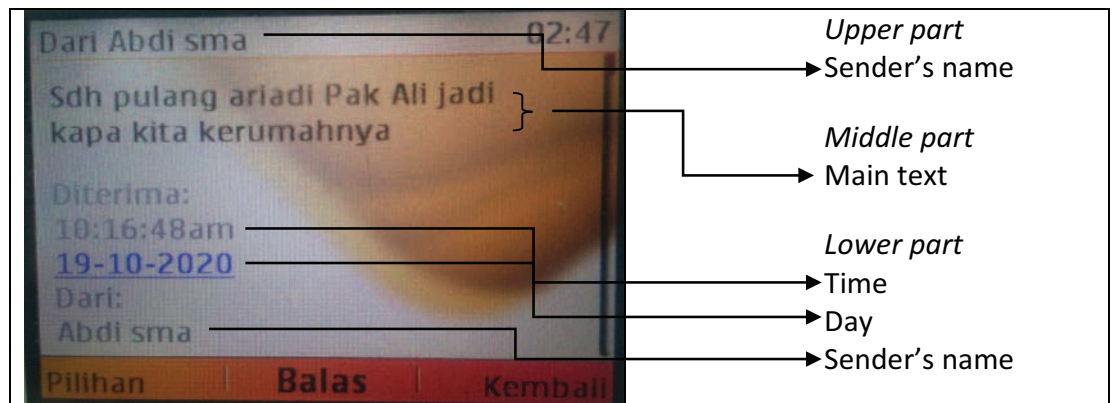 Dari Abdi sma 02:47
Sdh pulang ariadi Pak Ali jadi
kapa kita kerumahnya
Diterima:
10:16:48am
19-10-2020
Dari:
Abdi sma
Pilihan Balas Kembali
Upper part
Sender’s name
Middle part
Main text
Lower part
Time
Day
Sender’s name